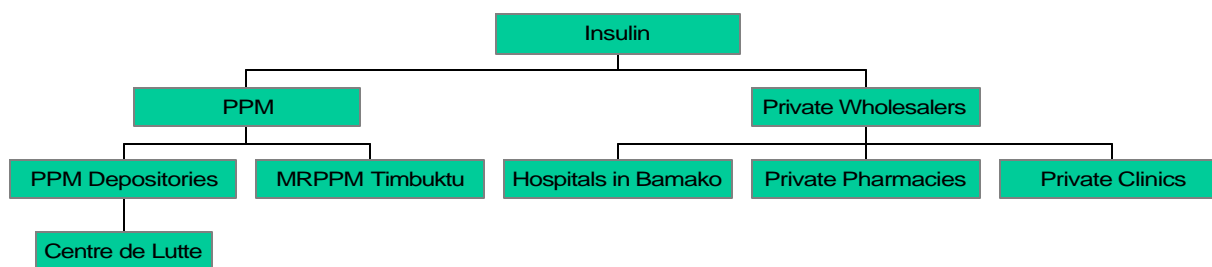 Insulin
PPM
Private Wholesalers
PPM Depositories
MRPPM Timbuktu
Hospitals in Bamako
Private Pharmacies
Private Clinics
Centre de Lutte